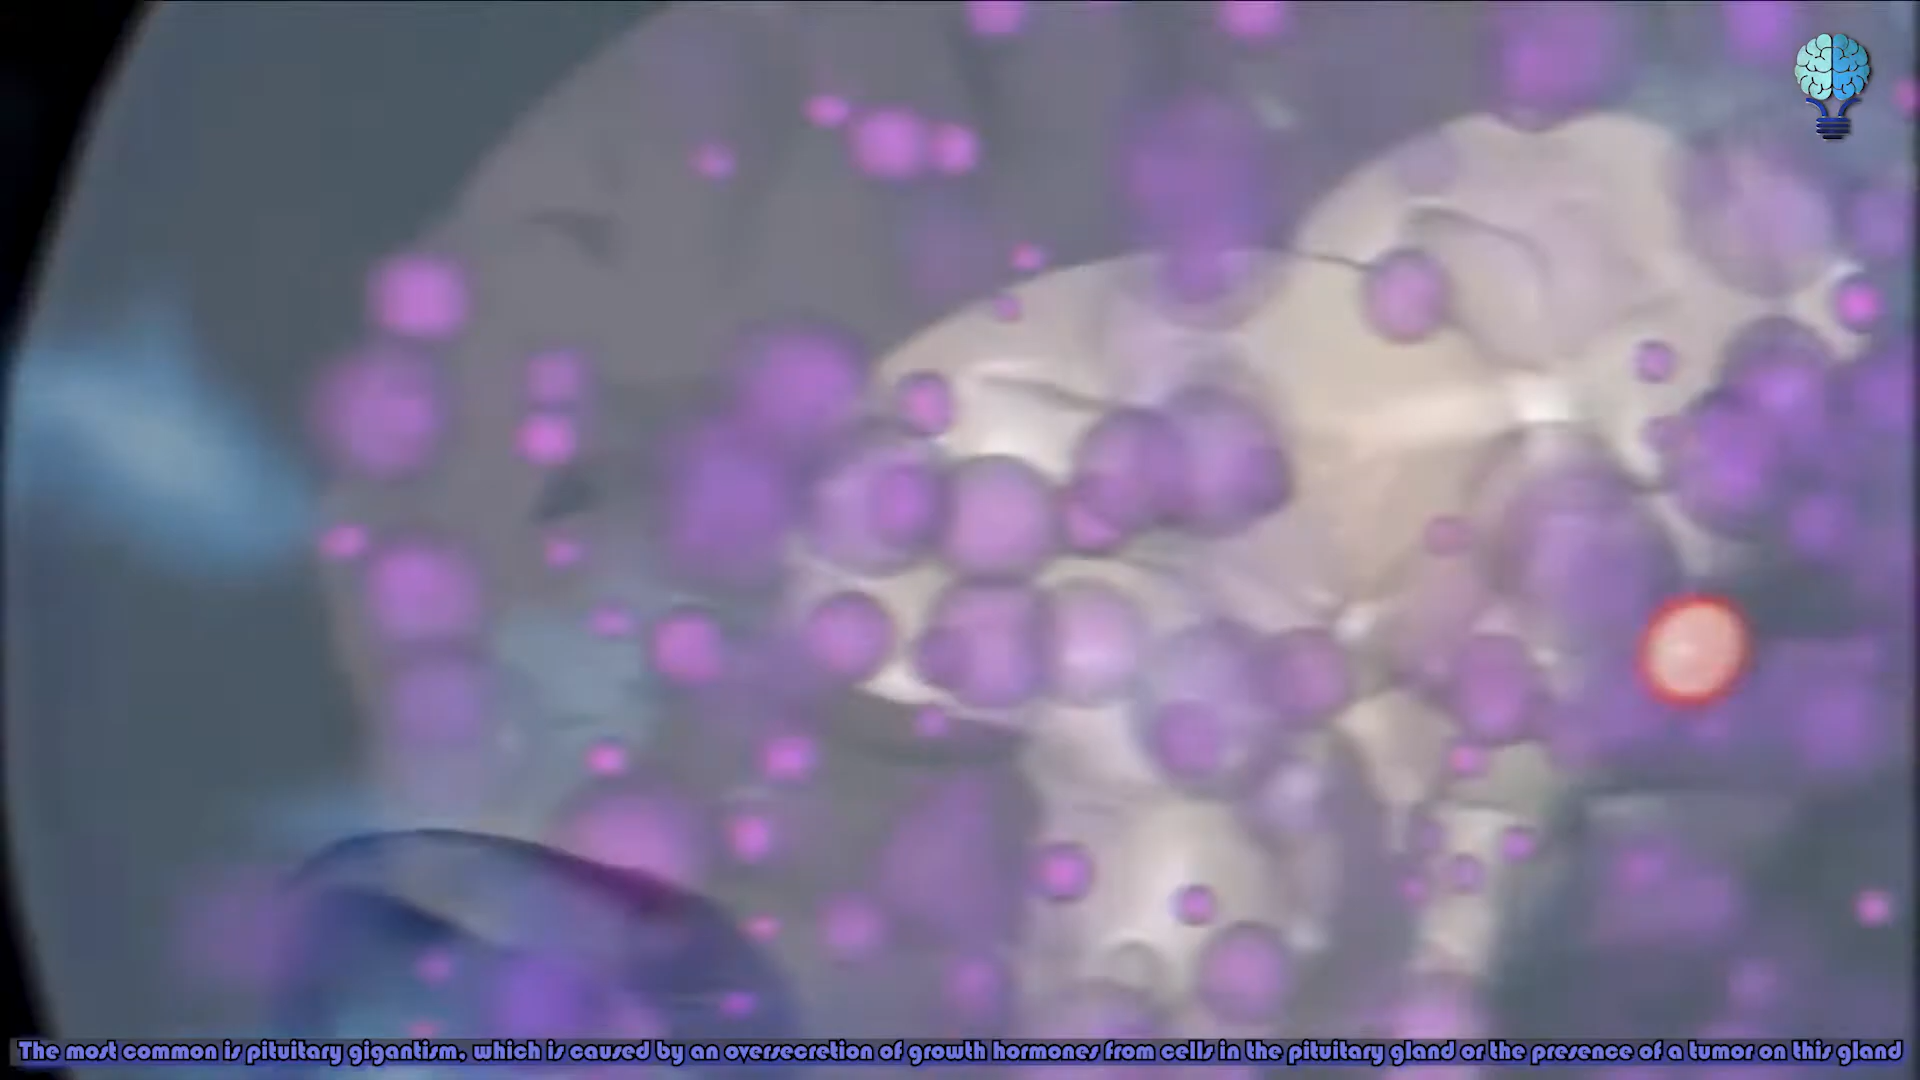 The most common is pituitary gigantism, which is caused by an oversecretion of growth hormones from cells in the pituitary gland or the presence of a tumor on this gland